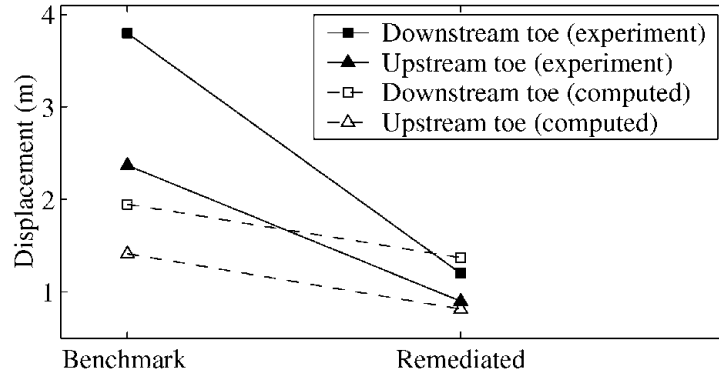 4
3
2
1
Displacement (m)
Downstream toe (experiment)
Upstream toe (experiment)
Downstream toe (computed)
Upstream toe (computed)
Benchmark
Remediated